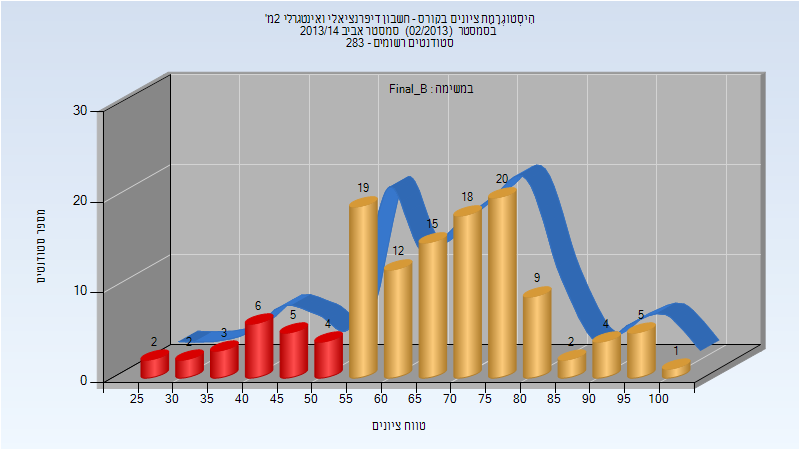 הִיסְטוֹגְרָמַת ציונים בקורס - חשבון דיפרנציאלי ואינטגרלי 2מ'
בסמסטר (02/2013) סמסטר אביב 2013/14
סטודנטים רשומים - 283
במשימה : Final_B
מספר סטודנטים
30
20
10
0
2 2 3 6 5 4 19 12 15 18 20 9 2 4 5 1
25 30 35 40 45 50 55 60 65 70 75 80 85 90 95 100
טווח ציונים